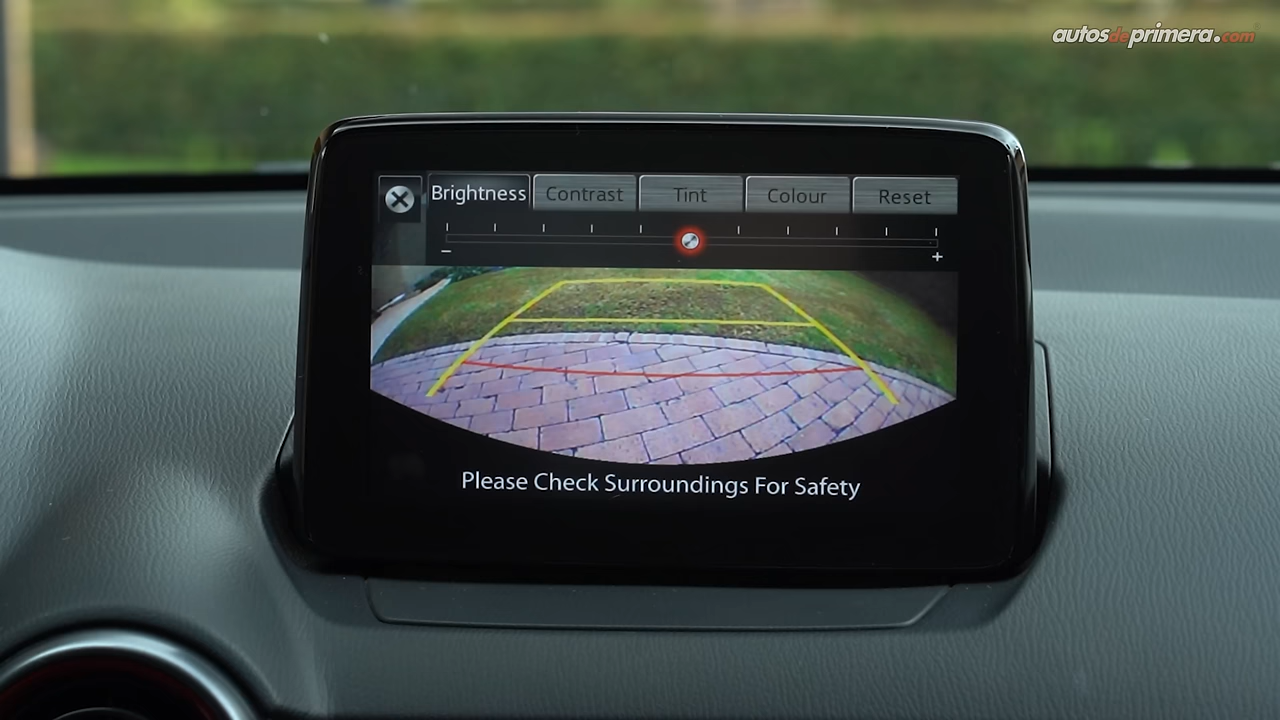 autosdeprimera.com
Brightness Contrast Tint Colour Reset
− +
Please Check Surroundings For Safety